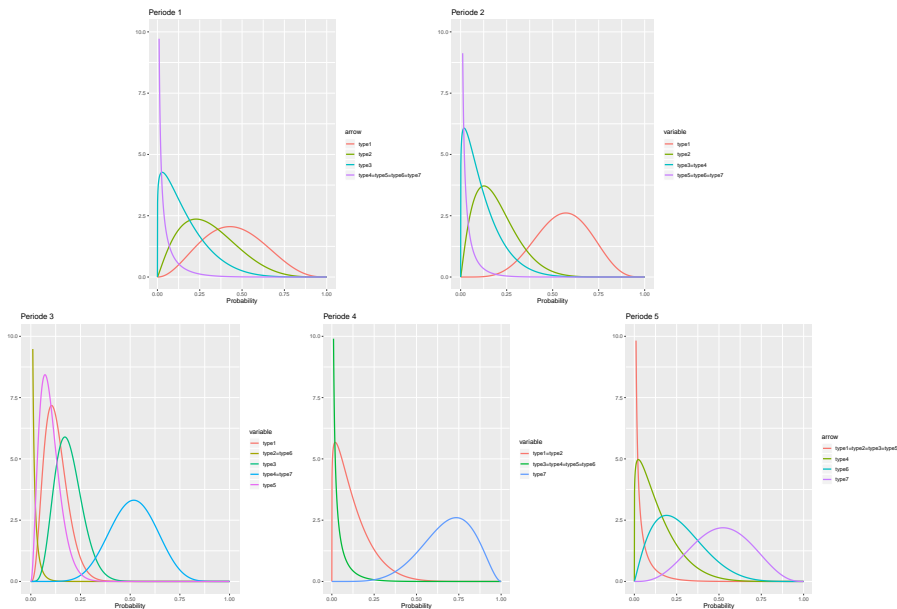 Periode 1
10.0
7.5
5.0
2.5
0.0
0.00 0.25 0.50 0.75 1.00
Probability
arrow
type1
type2
type3
type4=type5=type6=type7
Periode 2
10.0
7.5
5.0
2.5
0.0
0.00 0.25 0.50 0.75 1.00
Probability
variable
type1
type2
type3=type4
type5=type6=type7
Periode 3
10.0
7.5
5.0
2.5
0.0
0.00 0.25 0.50 0.75 1.00
Probability
variable
type1
type2=type6
type3
type4=type7
type5
Periode 4
10.0
7.5
5.0
2.5
0.0
0.00 0.25 0.50 0.75 1.00
Probability
variable
type1=type2
type3=type4=type5=type6
type7
Periode 5
10.0
7.5
5.0
2.5
0.0
0.00 0.25 0.50 0.75 1.00
Probability
arrow
type1=type2=type3=type5
type4
type6
type7